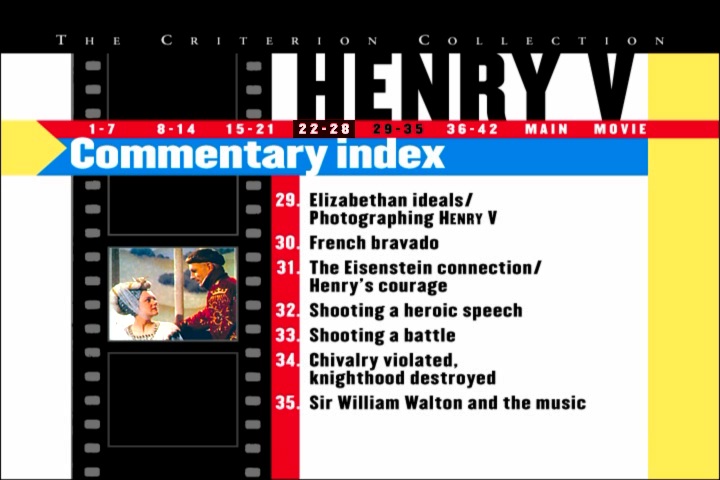 THE CRITERION COLLECTION
HENRY V
1-7 8-14 15-21 22-28 29-35 36-42 MAIN MOVIE
Commentary index
29. Elizabethan ideals/
Photographing HENRY V
30. French bravado
31. The Eisenstein connection/
Henry's courage
32. Shooting a heroic speech
33. Shooting a battle
34. Chivalry violated,
knighthood destroyed
35. Sir William Walton and the music